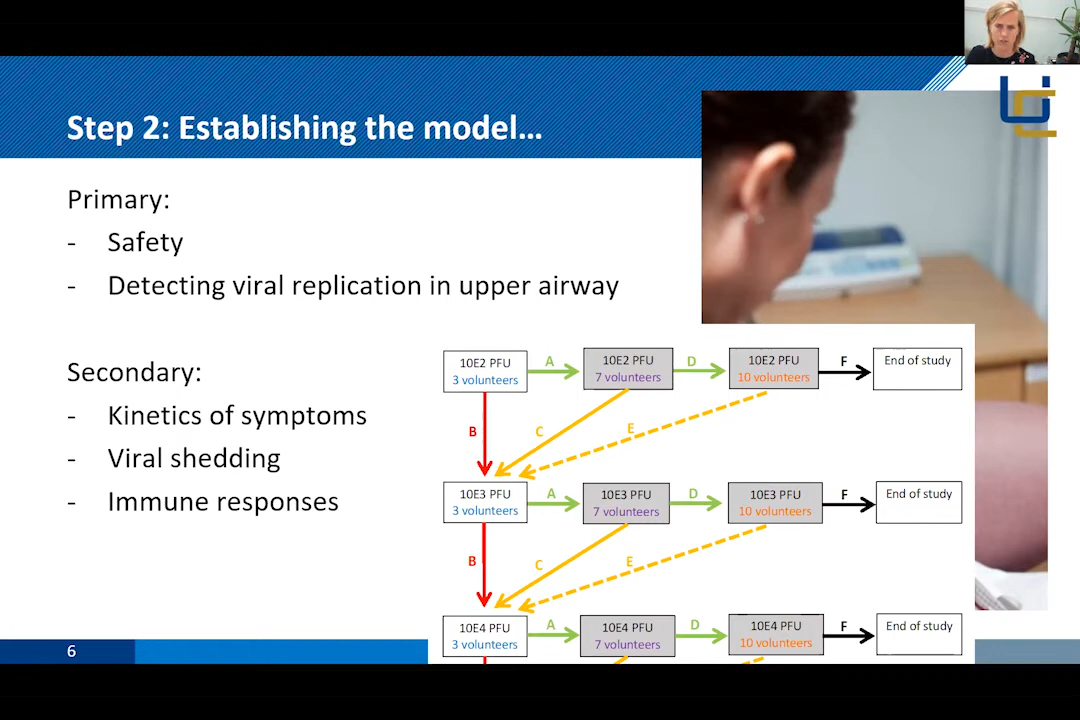 Step 2: Establishing the model...
Primary:
- Safety
- Detecting viral replication in upper airway
Secondary:
- Kinetics of symptoms
- Viral shedding
- Immune responses
10E2 PFU
3 volunteers
A
10E2 PFU
7 volunteers
D
10E2 PFU
10 volunteers
F
End of study
B
C
E
10E3 PFU
3 volunteers
A
10E3 PFU
7 volunteers
D
10E3 PFU
10 volunteers
F
End of study
B
C
E
10E4 PFU
3 volunteers
A
10E4 PFU
7 volunteers
D
10E4 PFU
10 volunteers
F
End of study
6